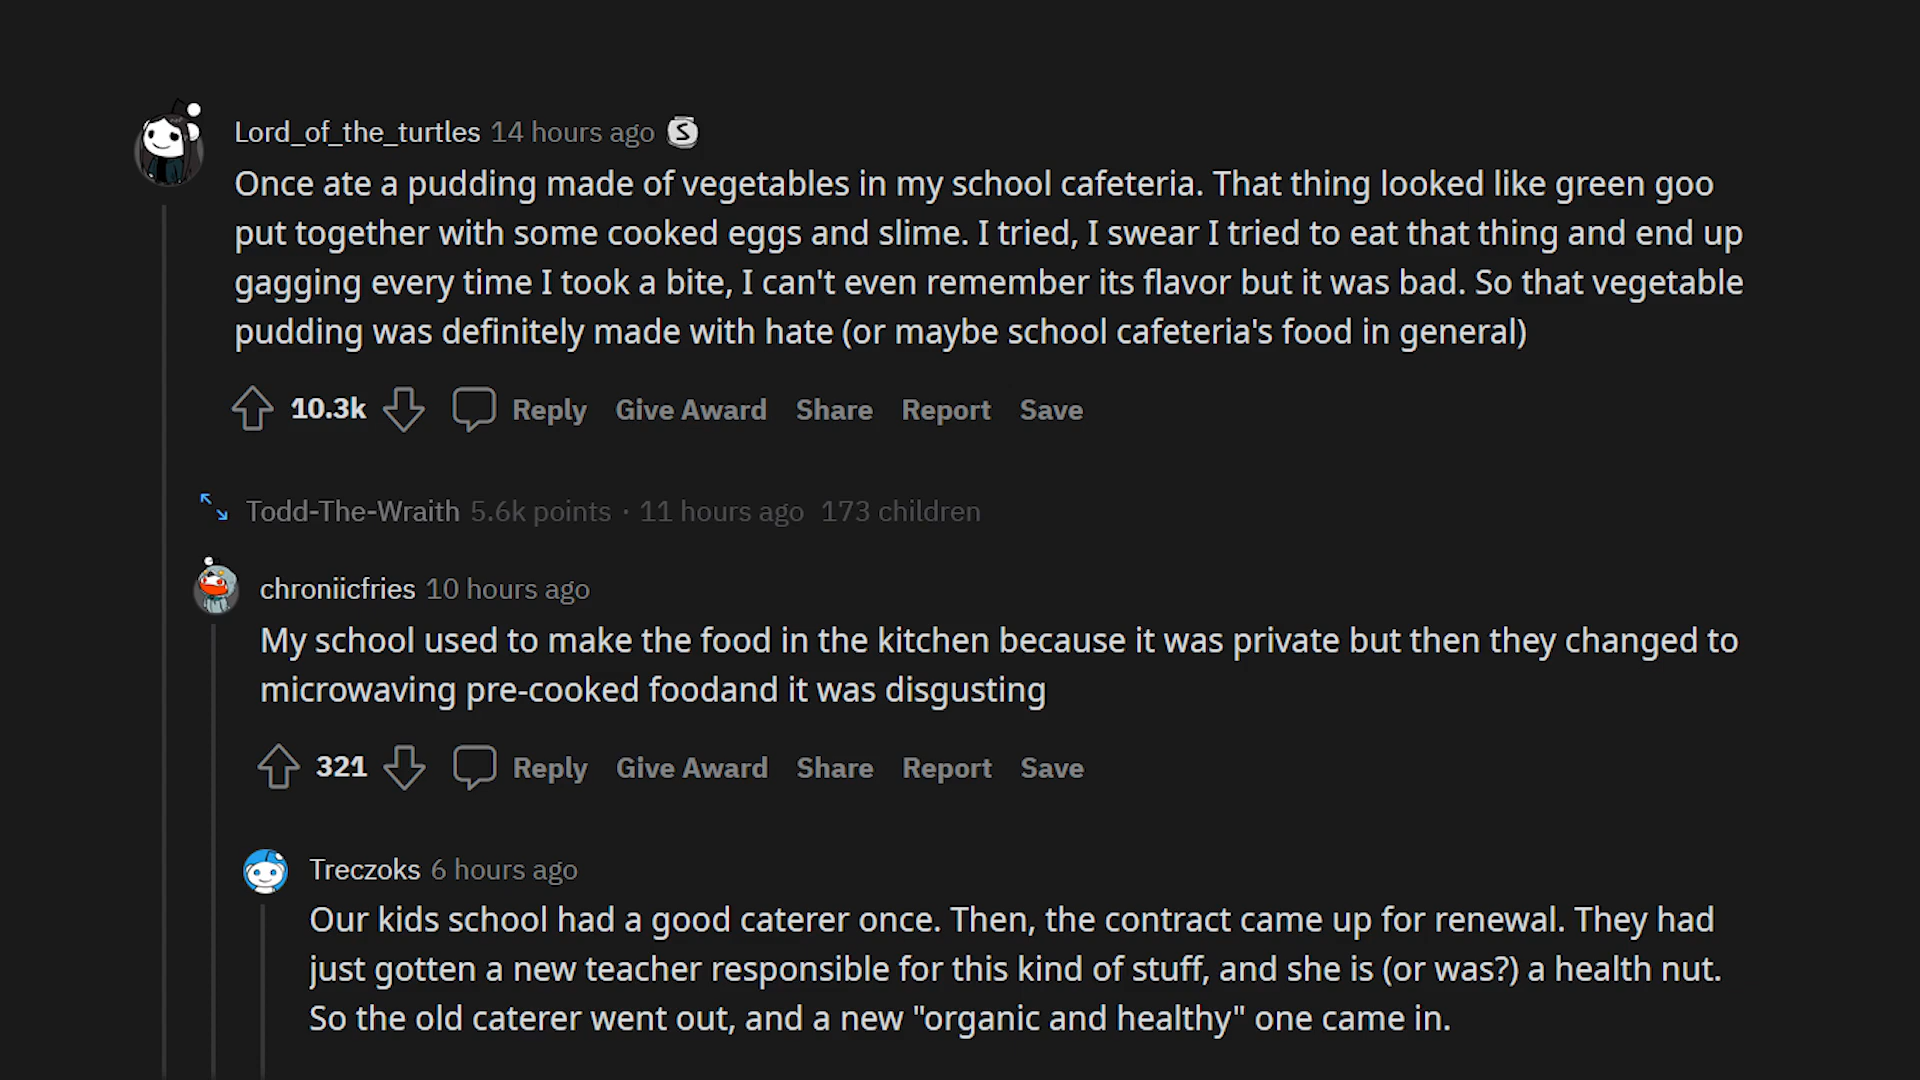 Lord_of_the_turtles 14 hours ago S
Once ate a pudding made of vegetables in my school cafeteria. That thing looked like green goo
put together with some cooked eggs and slime. I tried, I swear I tried to eat that thing and end up
gagging every time I took a bite, I can't even remember its flavor but it was bad. So that vegetable
pudding was definitely made with hate (or maybe school cafeteria's food in general)
10.3k Reply Give Award Share Report Save
Todd-The-Wraith 5.6k points · 11 hours ago 173 children
chroniicfries 10 hours ago
My school used to make the food in the kitchen because it was private but then they changed to
microwaving pre-cooked foodand it was disgusting
321 Reply Give Award Share Report Save
Treczoks 6 hours ago
Our kids school had a good caterer once. Then, the contract came up for renewal. They had
just gotten a new teacher responsible for this kind of stuff, and she is (or was?) a health nut.
So the old caterer went out, and a new "organic and healthy" one came in.